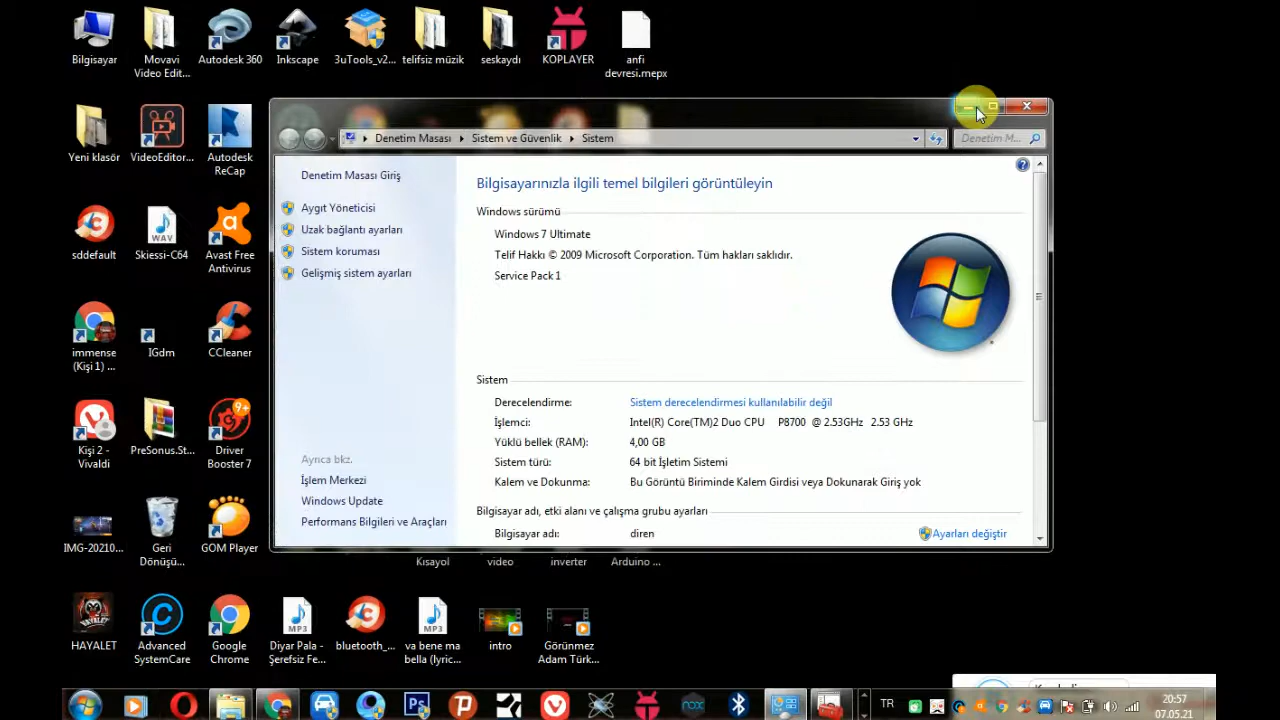 Bilgisayar
Movavi
Video Edit...
Autodesk 360
Inkscape
3uTools_v2...
telifsiz müzik
seskaydı
KOPLAYER
anfi
devresi.mepx
Yeni klasör
VideoEditor...
Autodesk
ReCap
sddefault
WAV
Skiessi-C64
Avast Free
Antivirus
immense
(Kişi 1) ...
IGdm
CCleaner
Kişi 2 -
Vivaldi
PreSonus.St...
9+
Driver
Booster 7
IMG-20210...
Geri
Dönüşü...
GOM Player
HAYALET
Advanced
SystemCare
Google
Chrome
MP3
Diyar Pala -
Şerefsiz Fe...
bluetooth_...
MP3
va bene ma
bella (lyric...
intro
Görünmez
Adam Türk...
Kısayol
video
inverter
Arduino ...
Denetim Masası
Sistem ve Güvenlik
Sistem
Denetim M...
Denetim Masası Giriş
Aygıt Yöneticisi
Uzak bağlantı ayarları
Sistem koruması
Gelişmiş sistem ayarları
Ayrıca bkz.
İşlem Merkezi
Windows Update
Performans Bilgileri ve Araçları
Bilgisayarınızla ilgili temel bilgileri görüntüleyin
Windows sürümü
Windows 7 Ultimate
Telif Hakkı © 2009 Microsoft Corporation. Tüm hakları saklıdır.
Service Pack 1
Sistem
Derecelendirme: Sistem derecelendirmesi kullanılabilir değil
İşlemci: Intel(R) Core(TM)2 Duo CPU P8700 @ 2.53GHz 2.53 GHz
Yüklü bellek (RAM): 4,00 GB
Sistem türü: 64 bit İşletim Sistemi
Kalem ve Dokunma: Bu Görüntü Biriminde Kalem Girdisi veya Dokunarak Giriş yok
Bilgisayar adı, etki alanı ve çalışma grubu ayarları
Bilgisayar adı: diren
Ayarları değiştir
Ps
nox
TR
20:57
07.05.21